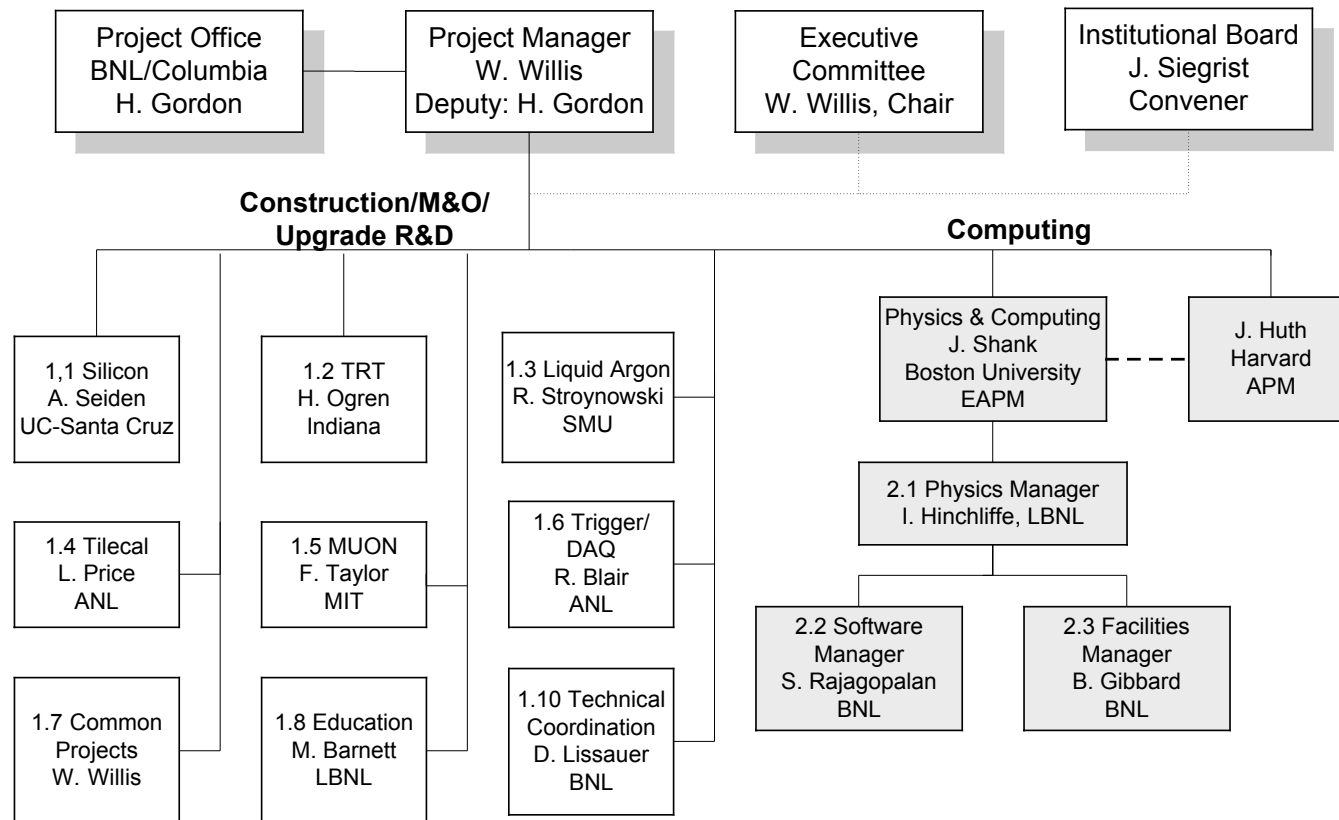 Project Office
BNL/Columbia
H. Gordon
Project Manager
W. Willis
Deputy: H. Gordon
Executive
Committee
W. Willis, Chair
Institutional Board
J. Siegrist
Convener
Construction/M&O/
Upgrade R&D
Computing
1,1 Silicon
A. Seiden
UC-Santa Cruz
1.2 TRT
H. Ogren
Indiana
1.3 Liquid Argon
R. Stroynowski
SMU
Physics & Computing
J. Shank
Boston University
EAPM
J. Huth
Harvard
APM
2.1 Physics Manager
I. Hinchliffe, LBNL
1.4 Tilecal
L. Price
ANL
1.5 MUON
F. Taylor
MIT
1.6 Trigger/
DAQ
R. Blair
ANL
2.2 Software
Manager
S. Rajagopalan
BNL
2.3 Facilities
Manager
B. Gibbard
BNL
1.7 Common
Projects
W. Willis
1.8 Education
M. Barnett
LBNL
1.10 Technical
Coordination
D. Lissauer
BNL